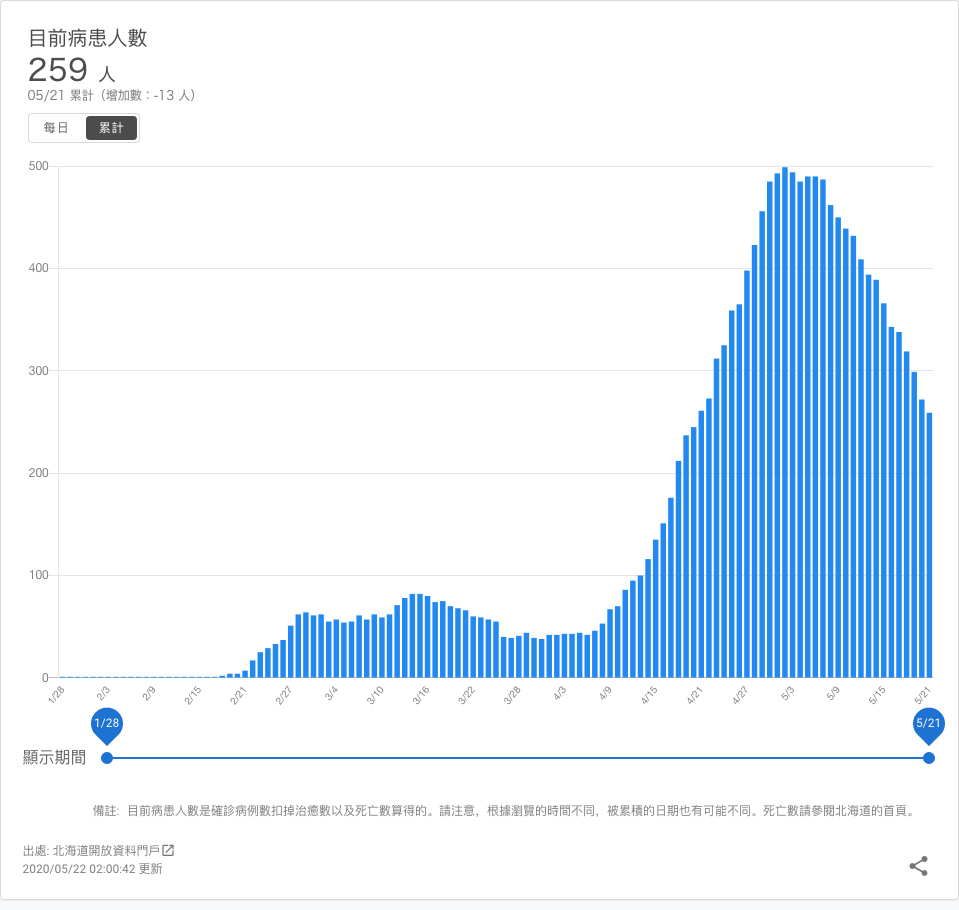 目前病患人數
259 人
05/21 累計（增加數：-13 人）
每日 累計
500
400
300
200
100
0
1/28 2/3 2/9 2/15 2/21 2/27 3/4 3/10 3/16 3/22 3/28 4/3 4/9 4/15 4/21 4/27 5/3 5/9 5/15 5/21
1/28 5/21
顯示期間
備註: 目前病患人數是確診病例數扣掉治癒數以及死亡數算得的。請注意，根據瀏覽的時間不同，被累積的日期也有可能不同。死亡數請參閱北海道的首頁。
出處: 北海道開放資料門戶
2020/05/22 02:00:42 更新